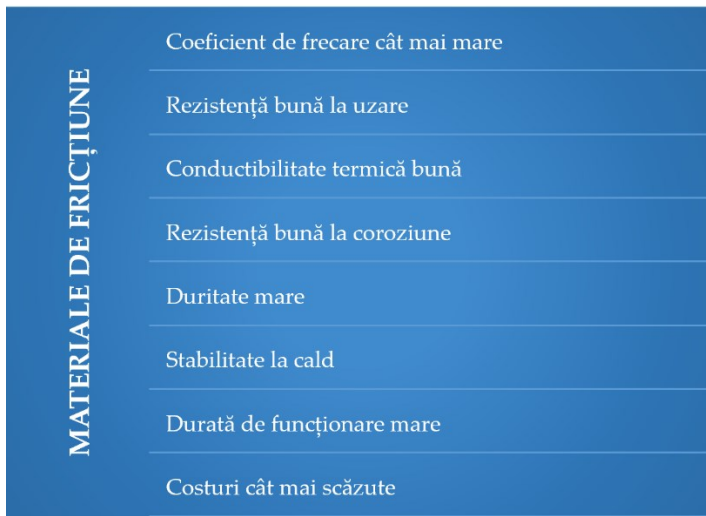 MATERIALE DE FRICȚIUNE
Coeficient de frecare cât mai mare
Rezistență bună la uzare
Conductibilitate termică bună
Rezistență bună la coroziune
Duritate mare
Stabilitate la cald
Durată de funcționare mare
Costuri cât mai scăzute